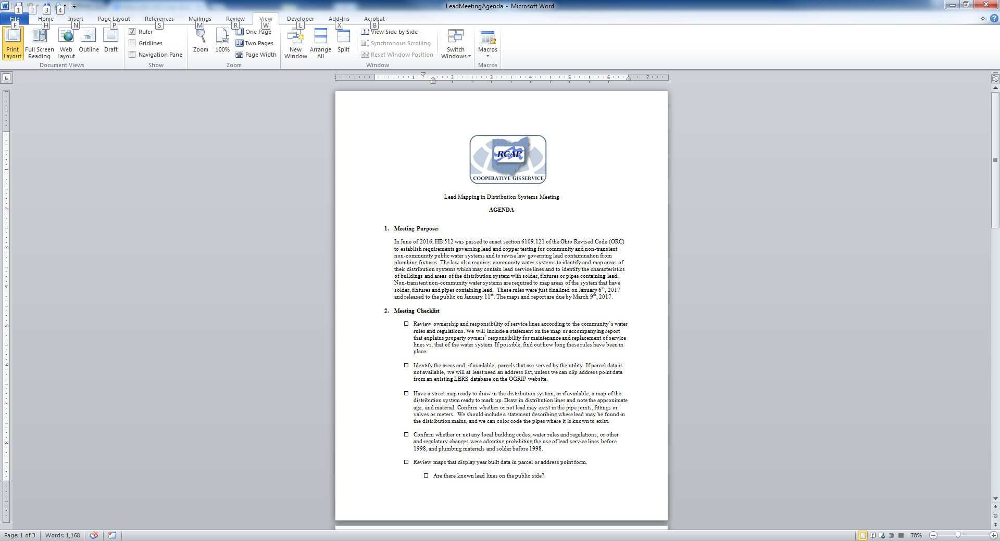 LeadMeetingAgenda - Microsoft Word
1 2 3 4
File Home Insert Page Layout References Mailings Review View Developer Add-Ins Acrobat
F H N P S M R W L X B
Print Layout
Full Screen Reading
Web Layout
Outline
Draft
Document Views
Ruler
Gridlines
Navigation Pane
Show
Zoom
100%
One Page
Two Pages
Page Width
Zoom
New Window
Arrange All
Split
View Side by Side
Synchronous Scrolling
Reset Window Position
Window
Switch Windows
Macros
Macros
1 1 2 3 4 5 6 7
RCAP
COOPERATIVE GIS SERVICE
Lead Mapping in Distribution Systems Meeting
AGENDA
1. Meeting Purpose:
In June of 2016, HB 512 was passed to enact section 6109.121 of the Ohio Revised Code (ORC)
to establish requirements governing lead and copper testing for community and non-transient
non-community public water systems and to revise law governing lead contamination from
plumbing fixtures. The law also requires community water systems to identify and map areas of
their distribution systems which may contain lead service lines and to identify the characteristics
of buildings and areas of the distribution system with solder, fixtures or pipes containing lead.
Non-transient non-community water systems are required to map areas of the system that have
solder, fixtures and pipes containing lead. These rules were just finalized on January 6th, 2017
and released to the public on January 11th. The maps and report are due by March 9th, 2017.
2. Meeting Checklist
Review ownership and responsibility of service lines according to the community's water
rules and regulations. We will include a statement on the map or accompanying report
that explains property owners' responsibility for maintenance and replacement of service
lines vs. that of the water system. If possible, find out how long these rules have been in
place.
Identify the areas and, if available, parcels that are served by the utility. If parcel data is
not available, we will at least need an address list, unless we can clip address point data
from an existing LBRS database on the OGRIP website.
Have a street map ready to draw in the distribution system, or if available, a map of the
distribution system ready to mark up. Draw in distribution lines and note the approximate
age, and material. Confirm whether or not lead may exist in the pipe joints, fittings or
valves or meters. We should include a statement describing where lead may be found in
the distribution mains, and we can color code the pipes where it is known to exist.
Confirm whether or not any local building codes, water rules and regulations, or other
and regulatory changes were adopting prohibiting the use of lead service lines before
1998, and plumbing materials and solder before 1998.
Review maps that display year built data in parcel or address point form.
Are there known lead lines on the public side?
1 1 2 3 4 5 6 7 8
Page: 1 of 3 Words: 1,168
78%